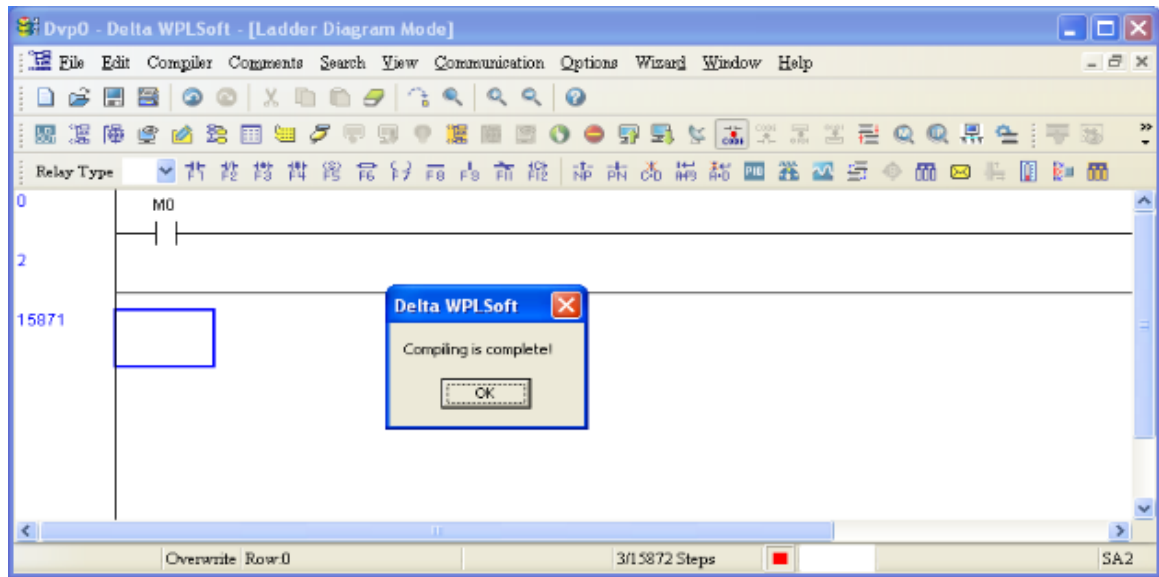 Dvp0 - Delta WPLSoft - [Ladder Diagram Mode]
File Edit Compiler Comments Search View Communication Options Wizard Window Help
Relay Type
0
M0
2
15871
Delta WPLSoft
Compiling is complete!
OK
Overwrite Row:0 3/15872 Steps SA2